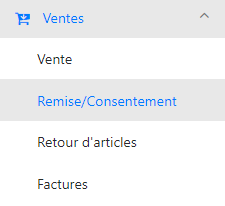 Ventes
Vente
Remise/Consentement
Retour d'articles
Factures